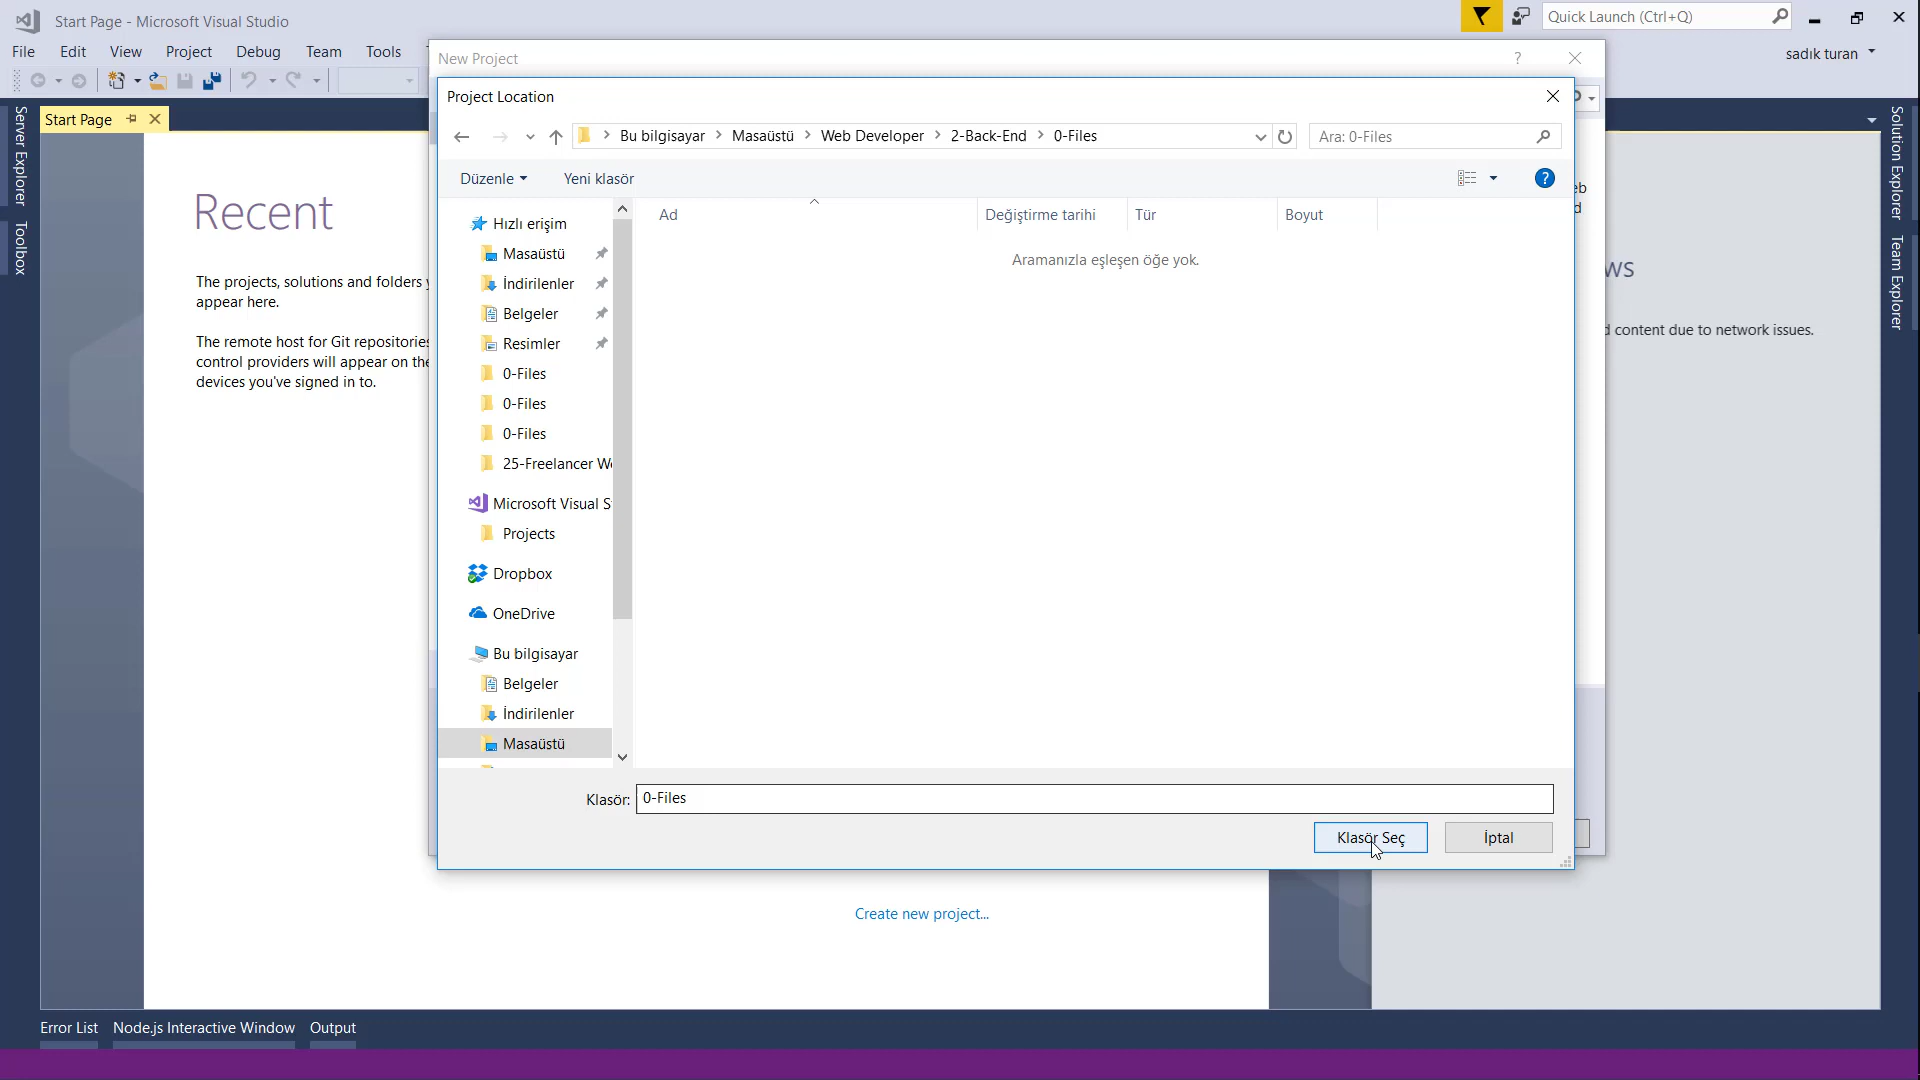 Start Page - Microsoft Visual Studio
Quick Launch (Ctrl+Q)
File Edit View Project Debug Team Tools
sadık turan
New Project
?
Project Location
Bu bilgisayar > Masaüstü > Web Developer > 2-Back-End > 0-Files
Ara: 0-Files
Düzenle
Yeni klasör
?
Start Page
Server Explorer
Toolbox
Solution Explorer
Team Explorer
Recent
The projects, solutions and folders
appear here.
The remote host for Git repositories
control providers will appear on the
devices you've signed in to.
Hızlı erişim
Masaüstü
İndirilenler
Belgeler
Resimler
0-Files
0-Files
0-Files
25-Freelancer
Microsoft Visual S
Projects
Dropbox
OneDrive
Bu bilgisayar
Belgeler
İndirilenler
Masaüstü
Ad
Değiştirme tarihi
Tür
Boyut
Aramanızla eşleşen öğe yok.
content due to network issues.
Klasör:
0-Files
Klasör Seç
İptal
Create new project...
Error List
Node.js Interactive Window
Output